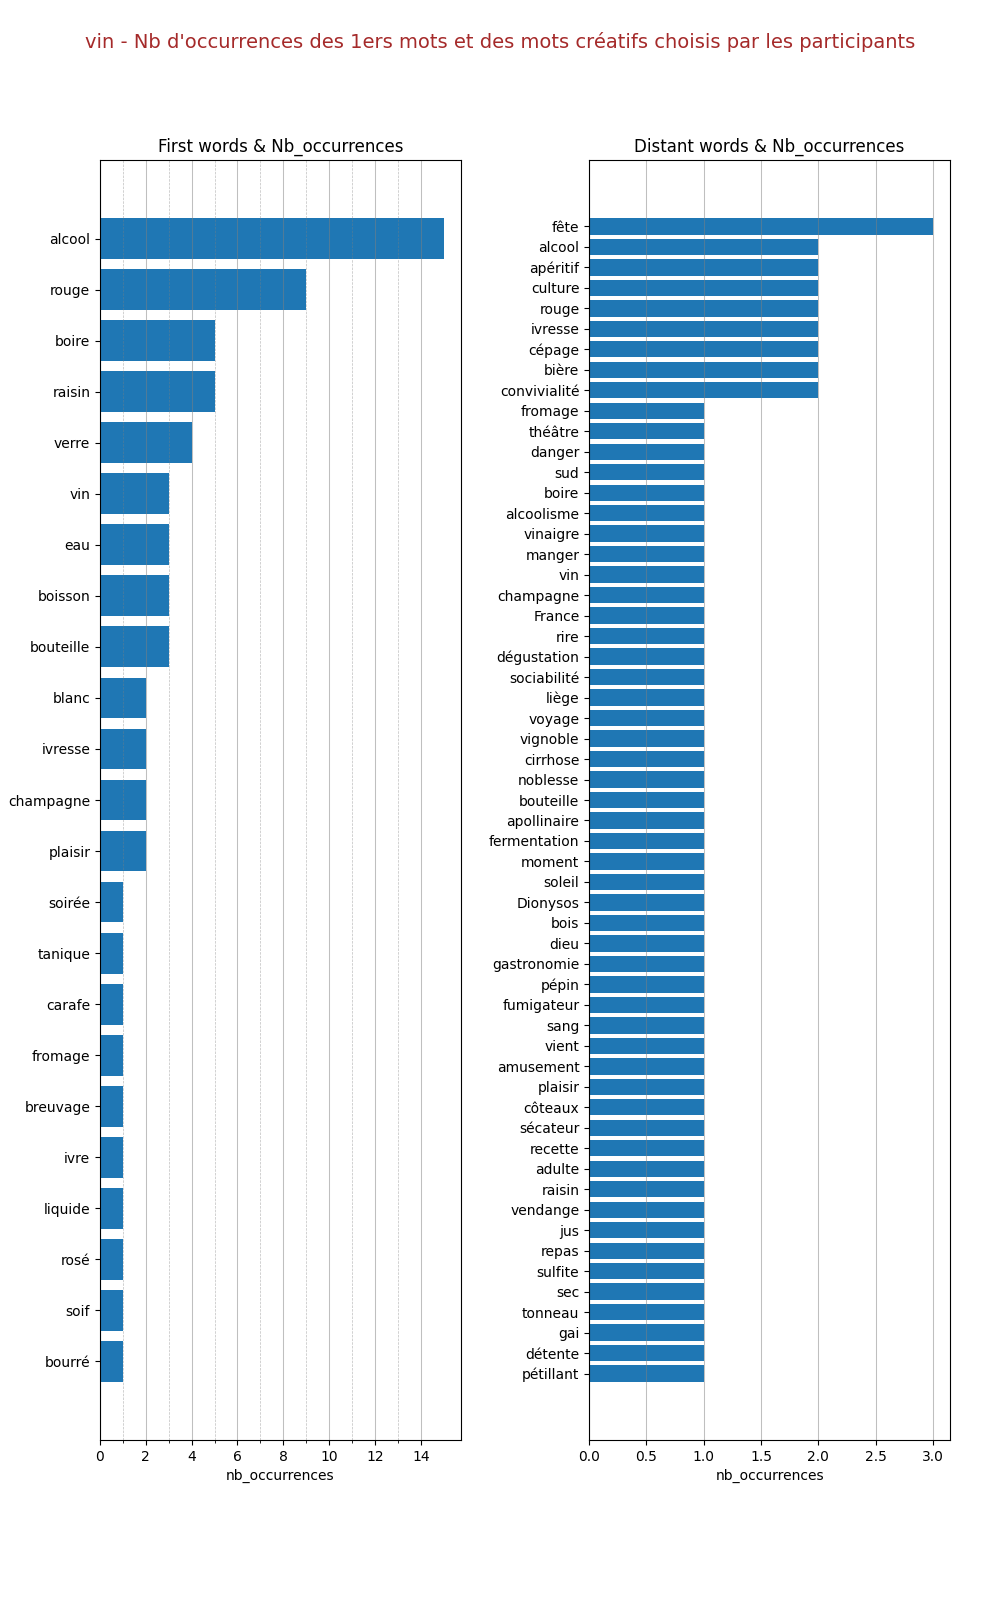 vin - Nb d'occurrences des 1ers mots et des mots créatifs choisis par les participants
First words & Nb_occurrences
alcool
rouge
boire
raisin
verre
vin
eau
boisson
bouteille
blanc
ivresse
champagne
plaisir
soirée
tanique
carafe
fromage
breuvage
ivre
liquide
rosé
soif
bourré
0 2 4 6 8 10 12 14
nb_occurrences
Distant words & Nb_occurrences
fête
alcool
apéritif
culture
rouge
ivresse
cépage
bière
convivialité
fromage
théâtre
danger
sud
boire
alcoolisme
vinaigre
manger
vin
champagne
France
rire
dégustation
sociabilité
liège
voyage
vignoble
cirrhose
noblesse
bouteille
apollinaire
fermentation
moment
soleil
Dionysos
bois
dieu
gastronomie
pépin
fumigateur
sang
vient
amusement
plaisir
côteaux
sécateur
recette
adulte
raisin
vendange
jus
repas
sulfite
sec
tonneau
gai
détente
pétillant
0.0 0.5 1.0 1.5 2.0 2.5 3.0
nb_occurrences